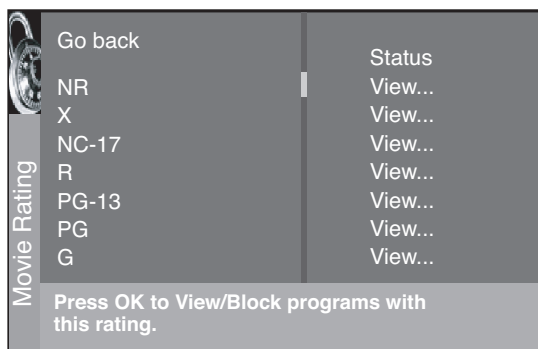 Go back
Status
NR View...
X View...
NC-17 View...
R View...
PG-13 View...
PG View...
G View...
Movie Rating
Press OK to View/Block programs with
this rating.